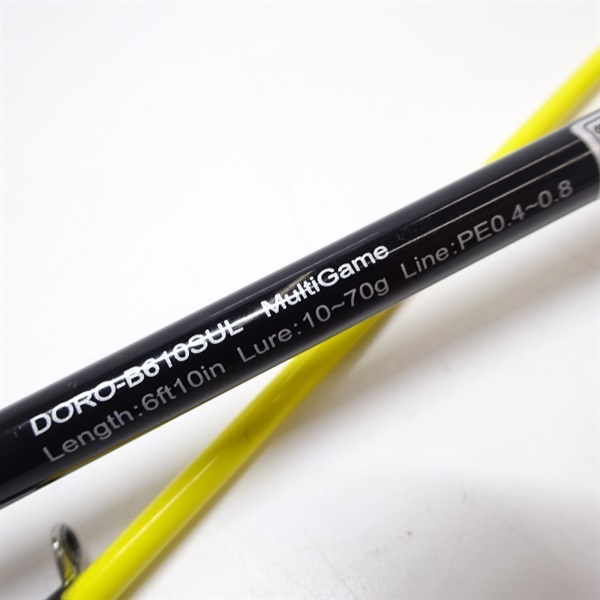 DORO-B610SUL MultiGame
Length:6ft10in Lure:10~70g Line:PE0.4~0.8